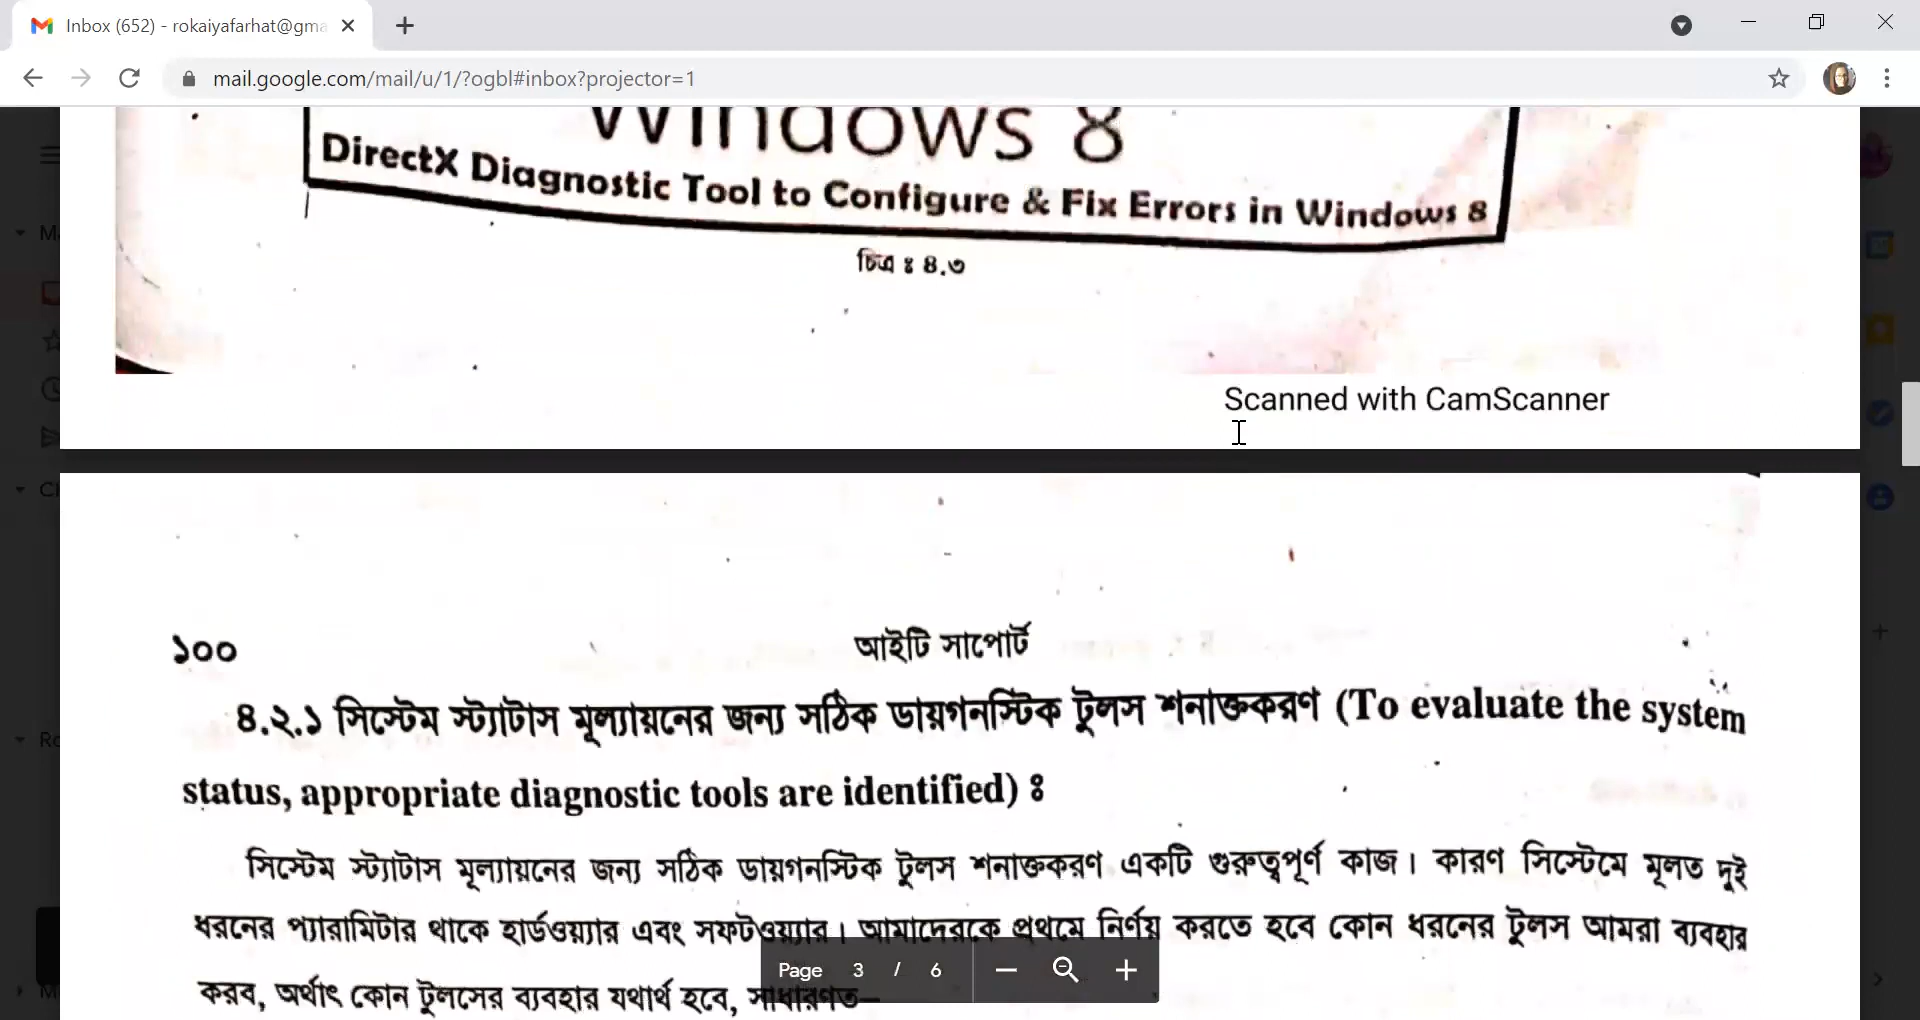 Inbox (652) - rokaiyafarhat@gma
mail.google.com/mail/u/1/?ogbl#inbox?projector=1
Windows 8
DirectX Diagnostic Tool to Configure & Fix Errors in Windows 8
চিত্র ঃ ৪.৩
Scanned with CamScanner
১০০
আইটি সাপোর্ট
৪.২.১ সিস্টেম স্ট্যাটাস মূল্যায়নের জন্য সঠিক ডায়গনস্টিক টুলস শনাক্তকরণ (To evaluate the system
status, appropriate diagnostic tools are identified) ঃ
সিস্টেম স্ট্যাটাস মূল্যায়নের জন্য সঠিক ডায়গনস্টিক টুলস শনাক্তকরণ একটি গুরুত্বপূর্ণ কাজ। কারণ সিস্টেমে মূলত দুই
ধরনের প্যারামিটার থাকে হার্ডওয়্যার এবং সফটওয়্যার। আমাদেরকে প্রথমে নির্ণয় করতে হবে কোন ধরনের টুলস আমরা ব্যবহার
করব, অর্থাৎ কোন টুলসের ব্যবহার যথার্থ হবে, সাধারণত—
Page 3 / 6